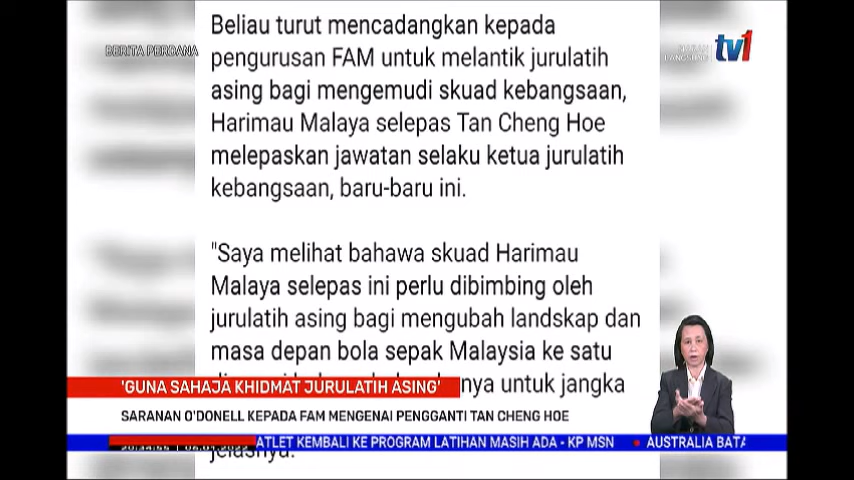 Beliau turut mencadangkan kepada
BERITA PERDANA
pengurusan FAM untuk melantik jurulatih
tv1
asing bagi mengemudi skuad kebangsaan,
Harimau Malaya selepas Tan Cheng Hoe
melepaskan jawatan selaku ketua jurulatih
kebangsaan, baru-baru ini.
"Saya melihat bahawa skuad Harimau
Malaya selepas ini perlu dibimbing oleh
jurulatih asing bagi mengubah landskap dan
masa depan bola sepak Malaysia ke satu
untuk jangka
'GUNA SAHAJA KHIDMAT JURULATIH ASING'
SARANAN O'DONELL KEPADA FAM MENGENAI PENGGANTI TAN CHENG HOE
ATLET KEMBALI KE PROGRAM LATIHAN MASIH ADA - KP MSN • AUSTRALIA BATA
jelasnya.